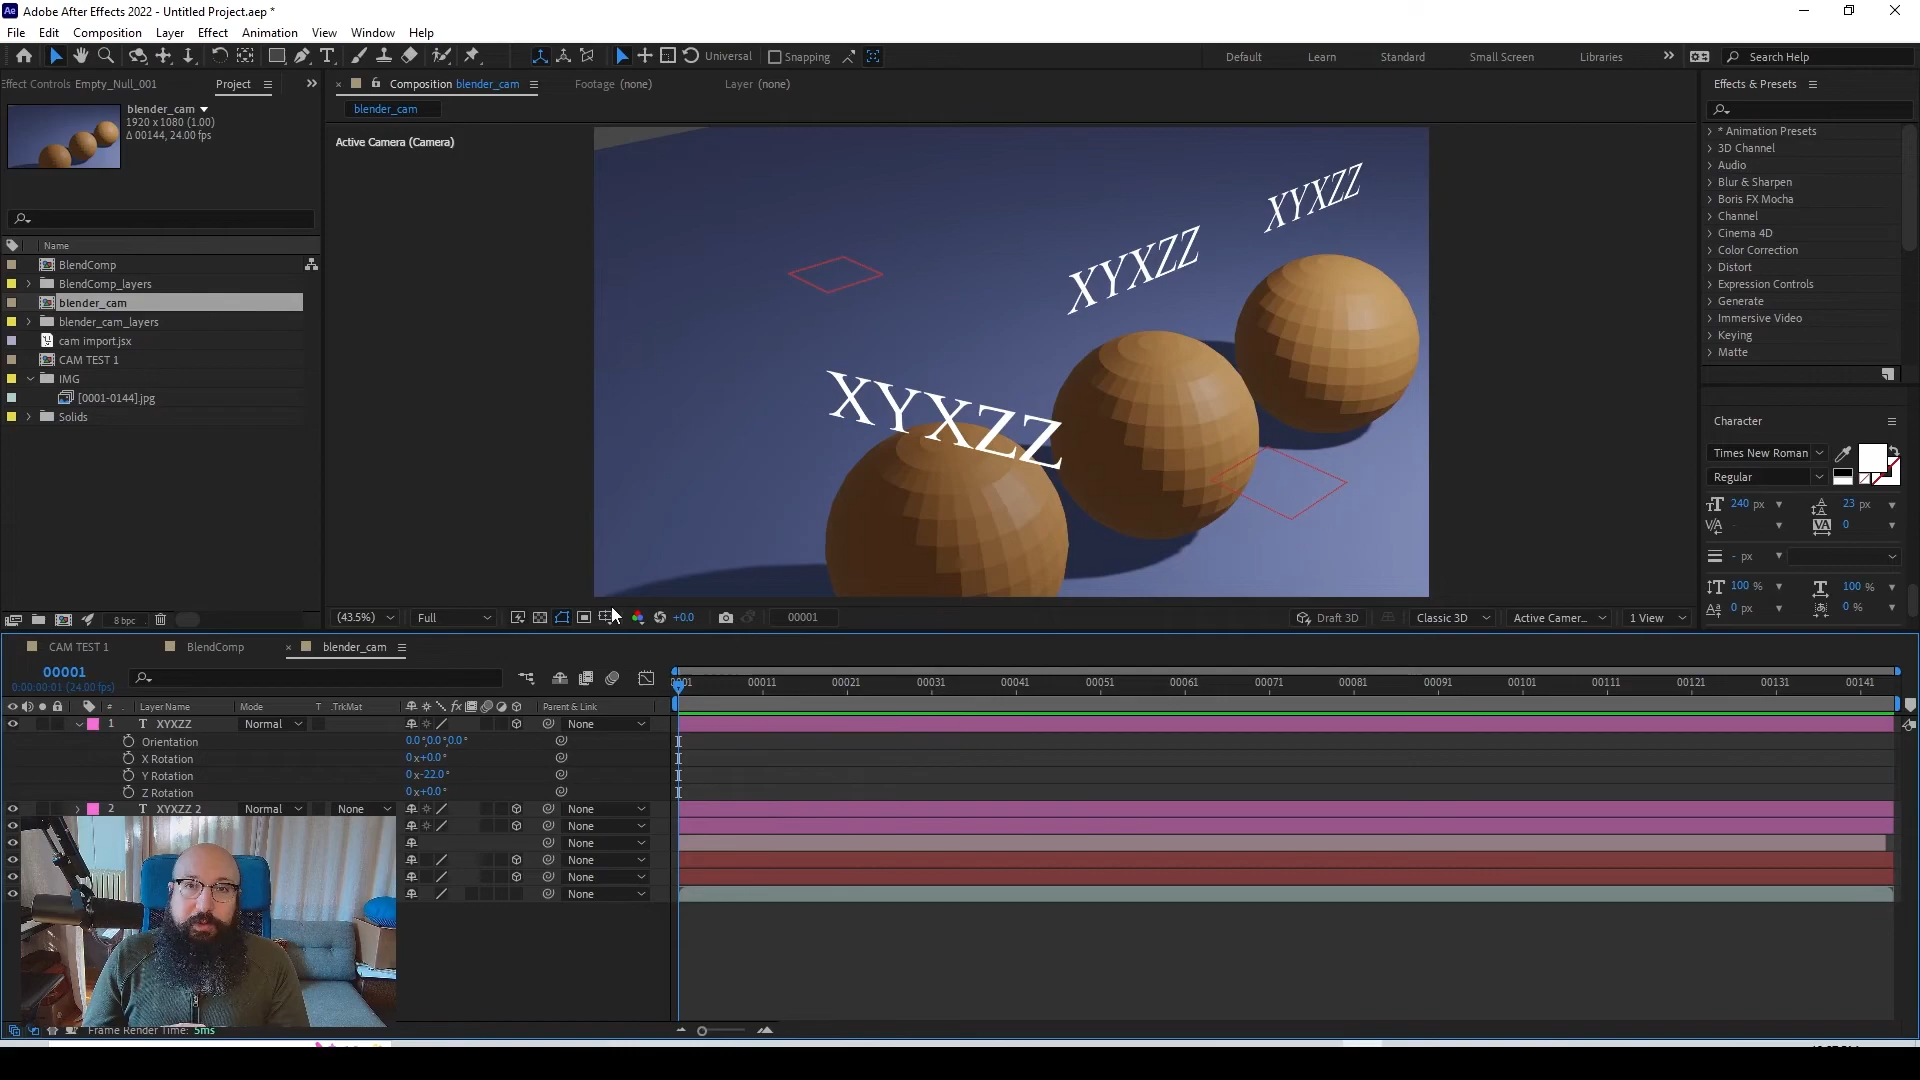 Ae Adobe After Effects 2022 - Untitled Project.aep *
File Edit Composition Layer Effect Animation View Window Help
Universal Snapping Default Learn Standard Small Screen Libraries Search Help
Effect Controls Empty_Null_001 Project
blender_cam
1920 x 1080 (1.00)
Δ 00144, 24.00 fps
Name
BlendComp
BlendComp_layers
blender_cam
blender_cam_layers
cam import.jsx
CAM TEST 1
IMG
[0001-0144].jpg
Solids
8 bpc
Composition blender_cam Footage (none) Layer (none)
blender_cam
Active Camera (Camera)
XYXZZ
XYXZZ
XYXZZ
(43.5%) Full +0.0 00001 Draft 3D Classic 3D Active Camer... 1 View
Effects & Presets
* Animation Presets
3D Channel
Audio
Blur & Sharpen
Boris FX Mocha
Channel
Cinema 4D
Color Correction
Distort
Expression Controls
Generate
Immersive Video
Keying
Matte
Character
Times New Roman
Regular
240 px 23 px
0
- px
100 % 100 %
0 px 0 %
CAM TEST 1 BlendComp blender_cam
00001
0:00:00:01 (24.00 fps)
00011 00021 00031 00041 00051 00061 00071 00081 00091 00101 00111 00121 00131 00141
# Layer Name Mode T .TrkMat fx Parent & Link
1 T XYXZZ Normal None
Orientation 0.0°,0.0°,0.0°
X Rotation 0x+0.0°
Y Rotation 0x-22.0°
Z Rotation 0x+0.0°
2 T XYXZZ 2 Normal None None
None
None
None
None
None
Frame Render Time: 5ms